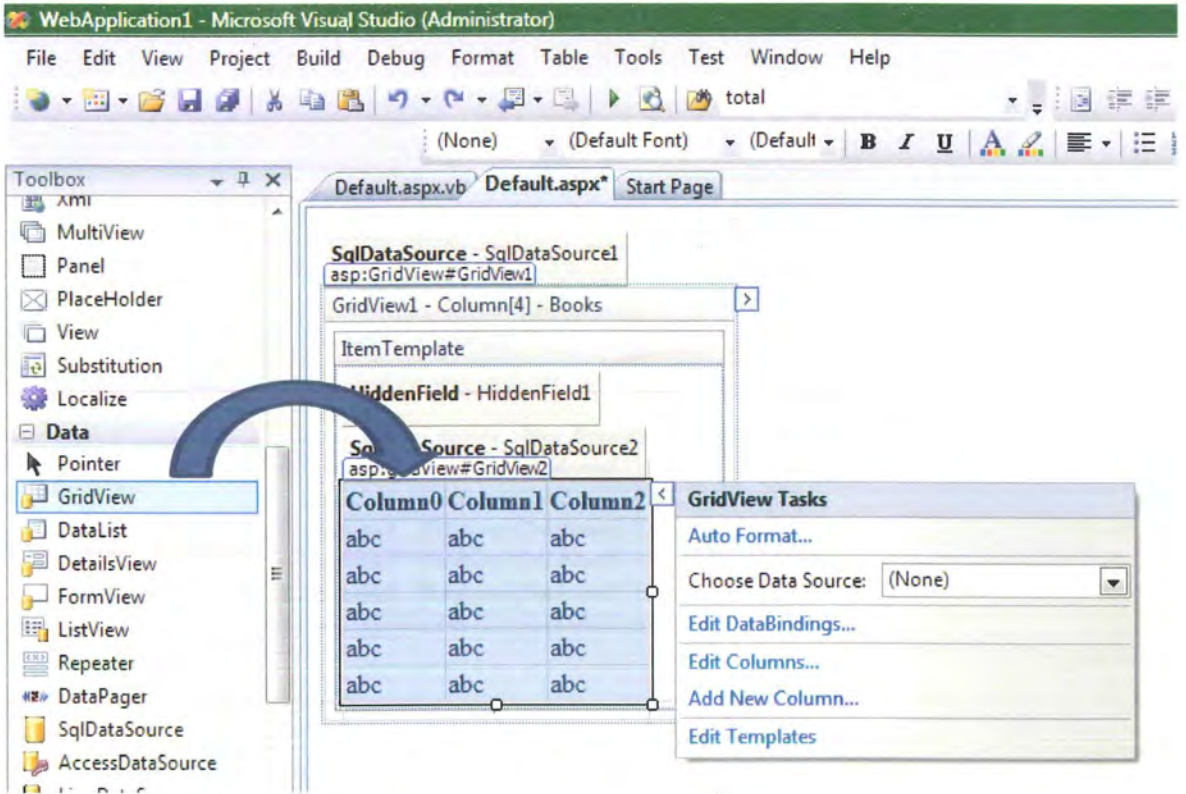 WebApplication1 - Microsoft Visual Studio (Administrator)
File Edit View Project Build Debug Format Table Tools Test Window Help
total
(None) (Default Font) (Default B I U A
Toolbox
Default.aspx.vb Default.aspx* Start Page
Xml
MultiView
Panel
PlaceHolder
View
Substitution
Localize
Data
Pointer
GridView
DataList
DetailsView
FormView
ListView
Repeater
DataPager
SqlDataSource
AccessDataSource
SqlDataSource - SqlDataSource1
asp:GridView#GridView1
GridView1 - Column[4] - Books
ItemTemplate
HiddenField - HiddenField1
Source - SqlDataSource2
asp:gridview#GridView2
Column0 Column1 Column2
abc abc abc
abc abc abc
abc abc abc
abc abc abc
abc abc abc
GridView Tasks
Auto Format...
Choose Data Source: (None)
Edit DataBindings...
Edit Columns...
Add New Column...
Edit Templates